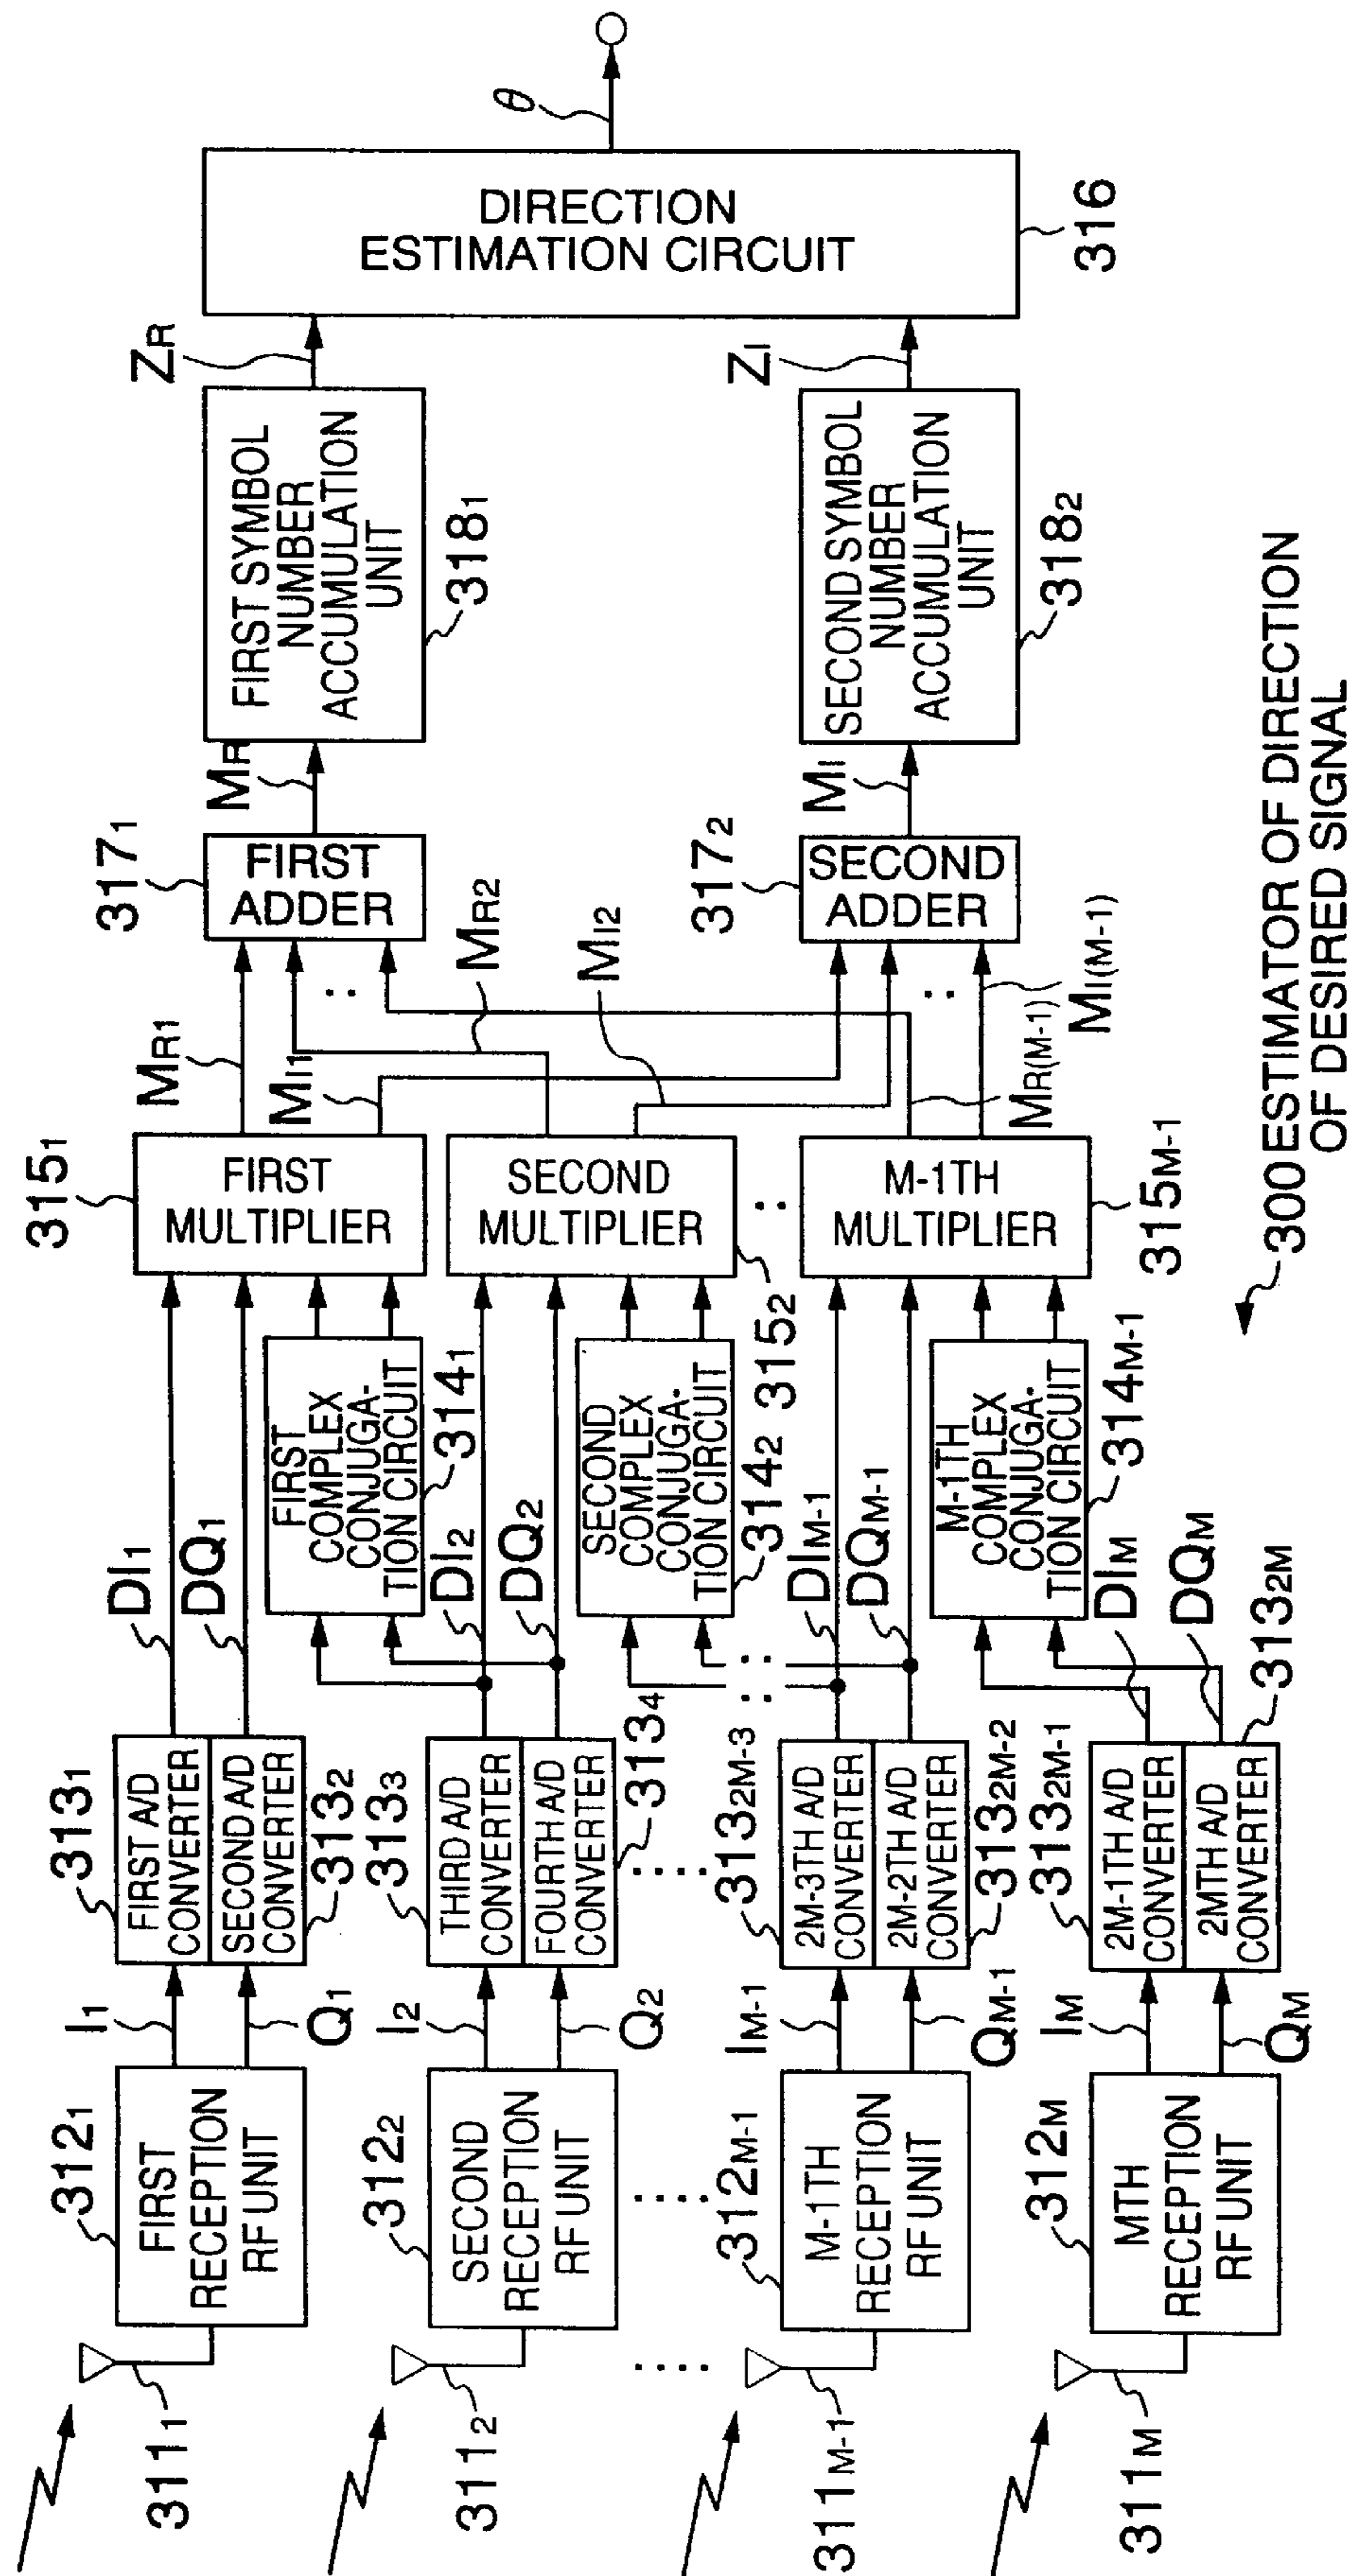 311₁
311₂
311M-1
311M
312₁
FIRST
RECEPTION
RF UNIT
312₂
SECOND
RECEPTION
RF UNIT
....
....
312M-1
M-1TH
RECEPTION
RF UNIT
312M
MTH
RECEPTION
RF UNIT
I₁
Q₁
I₂
Q₂
IM-1
QM-1
IM
QM
313₁
FIRST A/D
CONVERTER
SECOND A/D
CONVERTER
313₂
313₃
THIRD A/D
CONVERTER
FOURTH A/D
CONVERTER
313₄
....
313₂M-3
2M-3TH A/D
CONVERTER
2M-2TH A/D
CONVERTER
313₂M-2
313₂M-1
2M-1TH A/D
CONVERTER
2MTH A/D
CONVERTER
313₂M
DI₁
DQ₁
DI₂
DQ₂
DIM-1
DQM-1
DIM
DQM
FIRST
COMPLEX
CONJUGA-
TION CIRCUIT
314₁
SECOND
COMPLEX
CONJUGA-
TION CIRCUIT
314₂
M-1TH
COMPLEX
CONJUGA-
TION CIRCUIT
314M-1
315₁
FIRST
MULTIPLIER
SECOND
MULTIPLIER
315₂
..
M-1TH
MULTIPLIER
315M-1
MR1
MI1
MR2
MI2
MR(M-1)
MI(M-1)
317₁
FIRST
ADDER
..
317₂
SECOND
ADDER
..
MR
MI
FIRST SYMBOL
NUMBER
ACCUMULATION
UNIT
318₁
SECOND SYMBOL
NUMBER
ACCUMULATION
UNIT
318₂
ZR
ZI
DIRECTION
ESTIMATION CIRCUIT
316
θ
300 ESTIMATOR OF DIRECTION
OF DESIRED SIGNAL